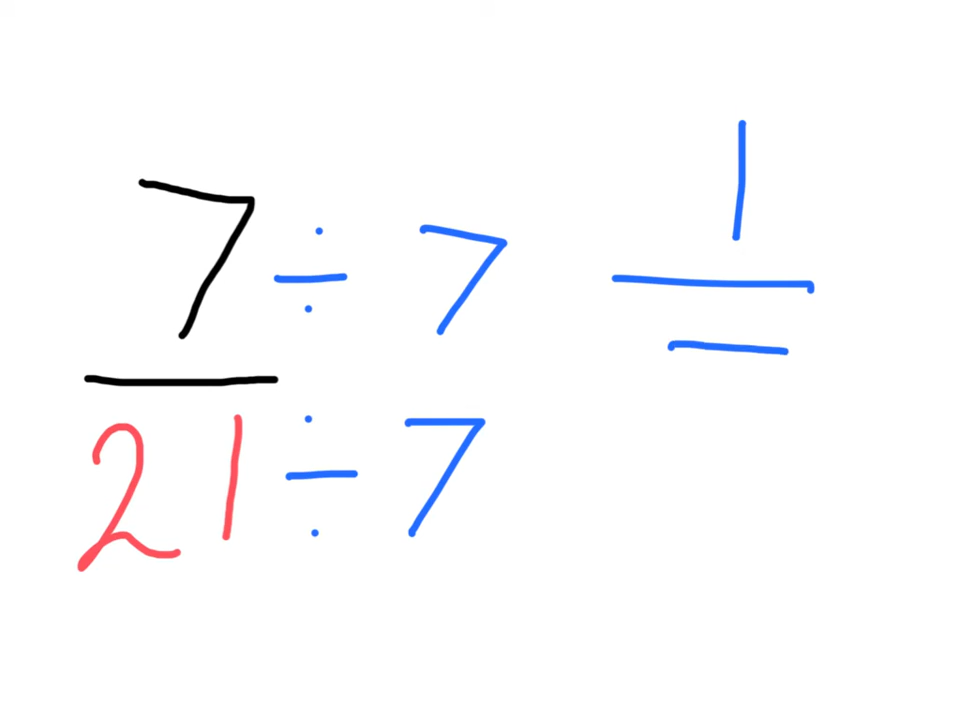 7 ÷ 7 = 1
21 ÷ 7